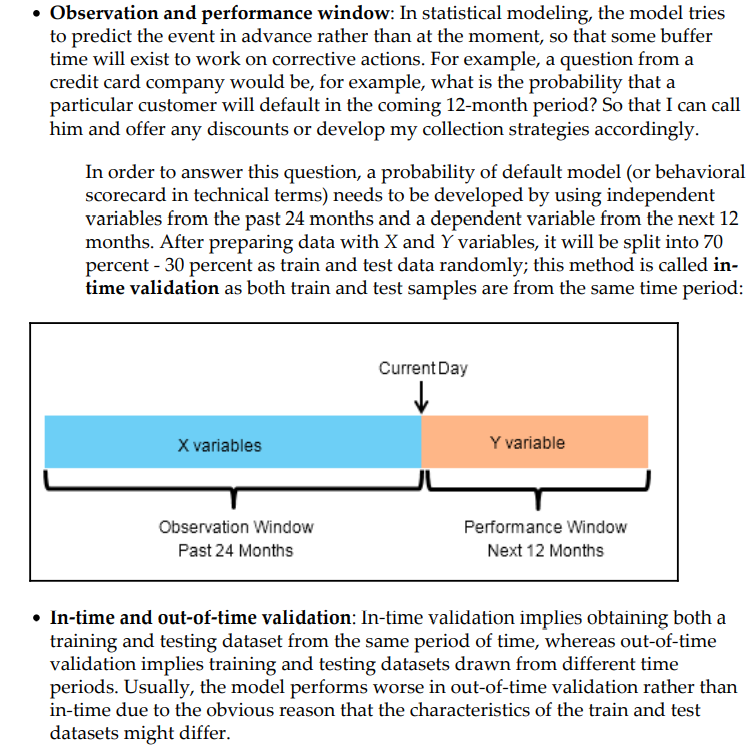 • Observation and performance window: In statistical modeling, the model tries
to predict the event in advance rather than at the moment, so that some buffer
time will exist to work on corrective actions. For example, a question from a
credit card company would be, for example, what is the probability that a
particular customer will default in the coming 12-month period? So that I can call
him and offer any discounts or develop my collection strategies accordingly.
In order to answer this question, a probability of default model (or behavioral
scorecard in technical terms) needs to be developed by using independent
variables from the past 24 months and a dependent variable from the next 12
months. After preparing data with X and Y variables, it will be split into 70
percent - 30 percent as train and test data randomly; this method is called in-
time validation as both train and test samples are from the same time period:
Current Day
X variables
Y variable
Observation Window
Past 24 Months
Performance Window
Next 12 Months
• In-time and out-of-time validation: In-time validation implies obtaining both a
training and testing dataset from the same period of time, whereas out-of-time
validation implies training and testing datasets drawn from different time
periods. Usually, the model performs worse in out-of-time validation rather than
in-time due to the obvious reason that the characteristics of the train and test
datasets might differ.